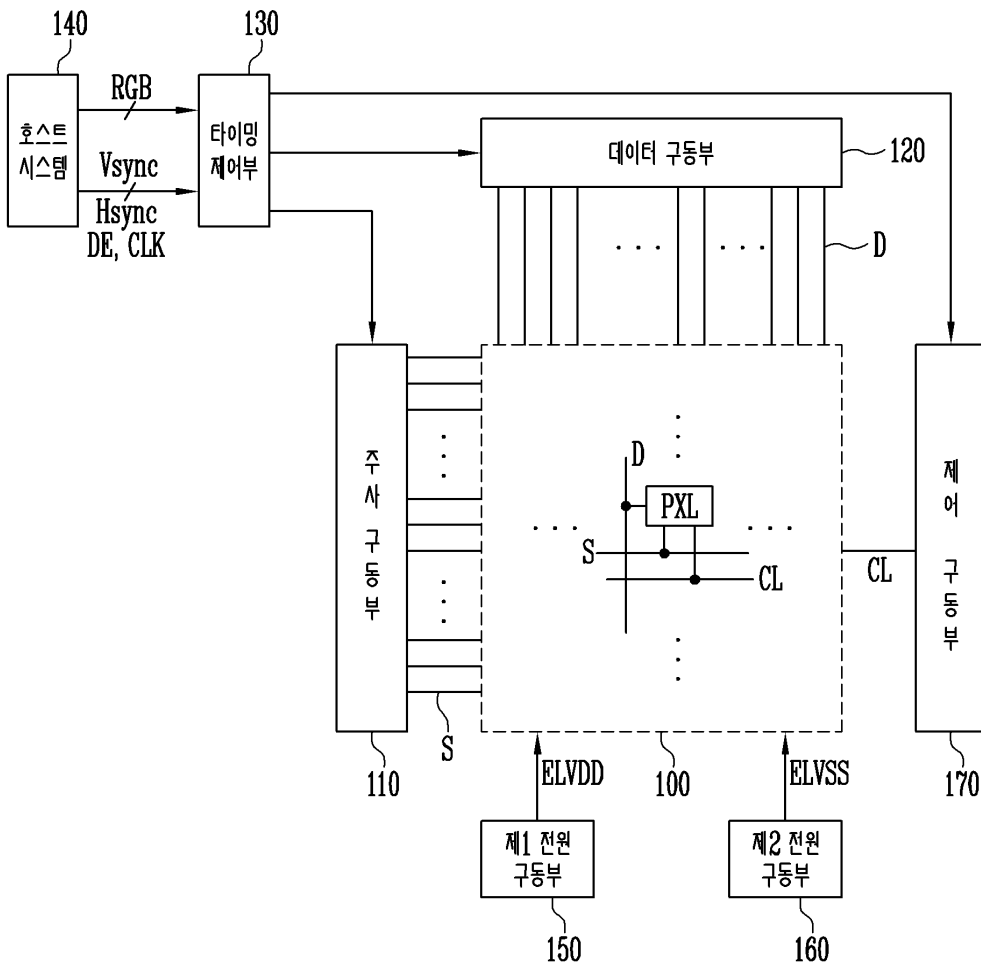 140
130
RGB
호스트
시스템
타이밍
제어부
Vsync
Hsync
DE, CLK
데이터 구동부
120
D
주사 구동부
D
PXL
S
CL
CL
제어 구동부
S
110
ELVDD
100
ELVSS
170
제1 전원
구동부
제2 전원
구동부
150
160